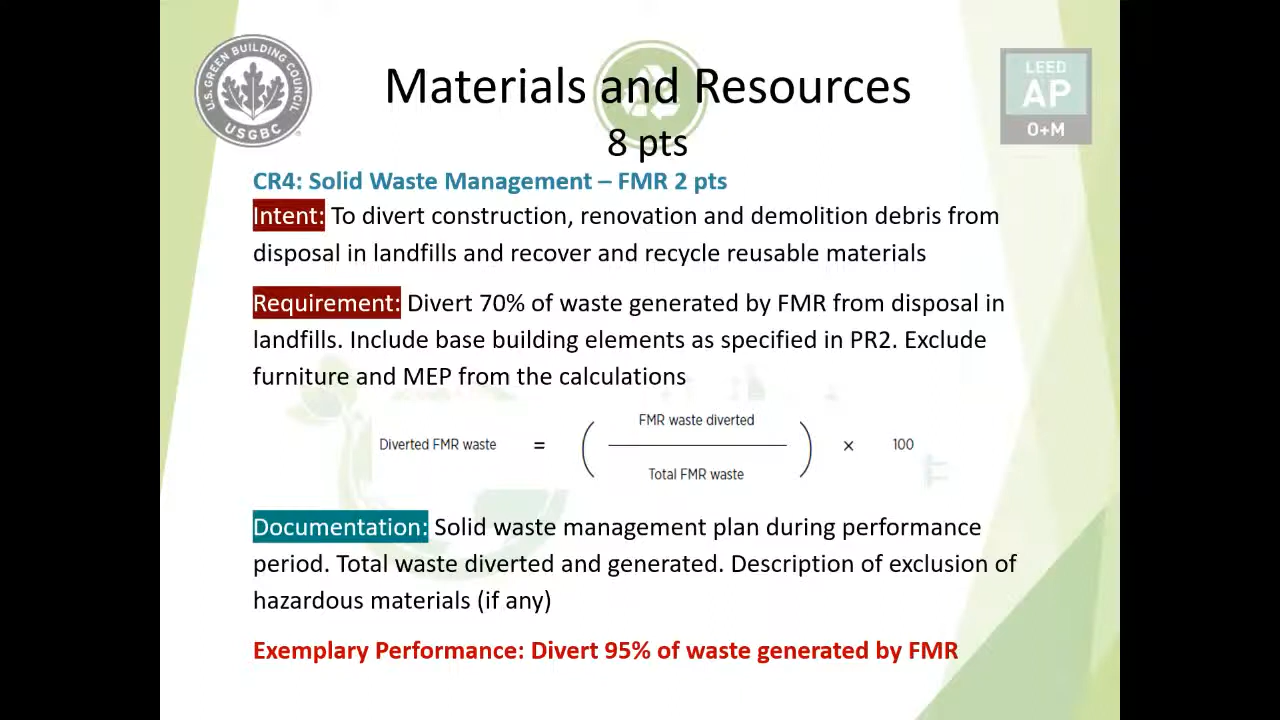 U.S. GREEN BUILDING COUNCIL
USGBC
LEED
AP
O+M
Materials and Resources
8 pts
CR4: Solid Waste Management – FMR 2 pts
Intent: To divert construction, renovation and demolition debris from
disposal in landfills and recover and recycle reusable materials
Requirement: Divert 70% of waste generated by FMR from disposal in
landfills. Include base building elements as specified in PR2. Exclude
furniture and MEP from the calculations
FMR waste diverted
Diverted FMR waste = ( ) × 100
Total FMR waste
Documentation: Solid waste management plan during performance
period. Total waste diverted and generated. Description of exclusion of
hazardous materials (if any)
Exemplary Performance: Divert 95% of waste generated by FMR